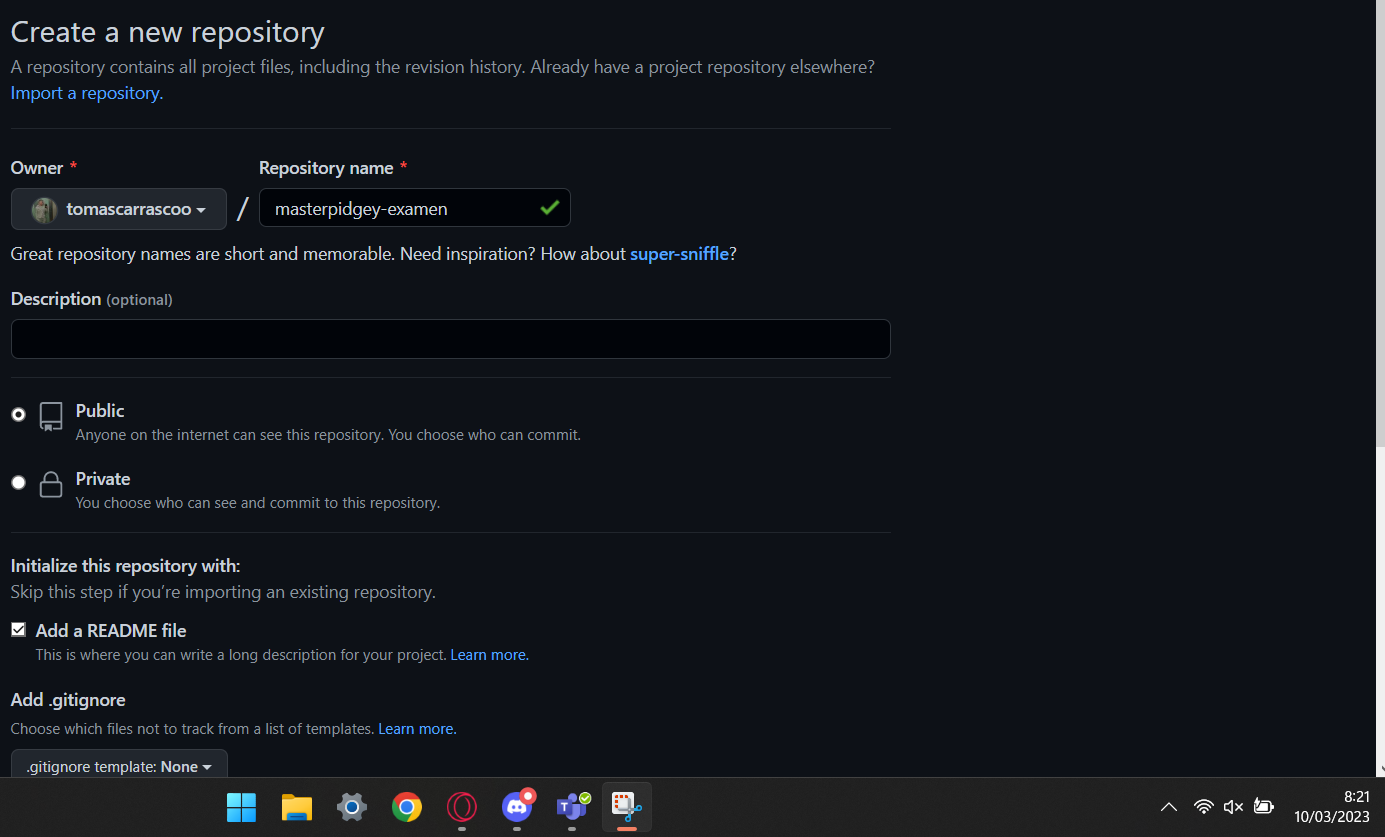 Create a new repository
A repository contains all project files, including the revision history. Already have a project repository elsewhere?
Import a repository.
Owner *
Repository name *
tomascarrascoo
/
masterpidgey-examen
Great repository names are short and memorable. Need inspiration? How about super-sniffle?
Description (optional)
Public
Anyone on the internet can see this repository. You choose who can commit.
Private
You choose who can see and commit to this repository.
Initialize this repository with:
Skip this step if you’re importing an existing repository.
Add a README file
This is where you can write a long description for your project. Learn more.
Add .gitignore
Choose which files not to track from a list of templates. Learn more.
.gitignore template: None
T
8:21
10/03/2023